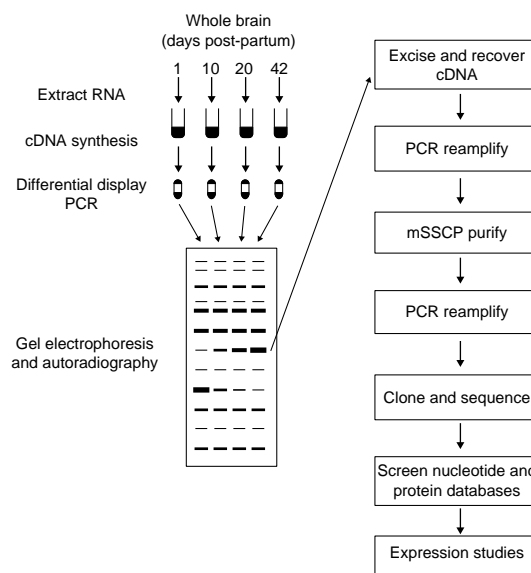 Whole brain
(days post-partum)
1 10 20 42
Extract RNA
cDNA synthesis
Differential display
PCR
Gel electrophoresis
and autoradiography
Excise and recover
cDNA
PCR reamplify
mSSCP purify
PCR reamplify
Clone and sequence
Screen nucleotide and
protein databases
Expression studies